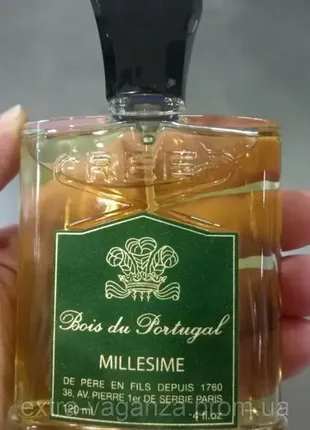 CREED
Bois du Portugal
MILLESIME
DE PÈRE EN FILS DEPUIS 1760
38, AV. PIERRE 1er DE SERBIE PARIS
120 ml 4 fl.oz
extravaganza.prom.ua